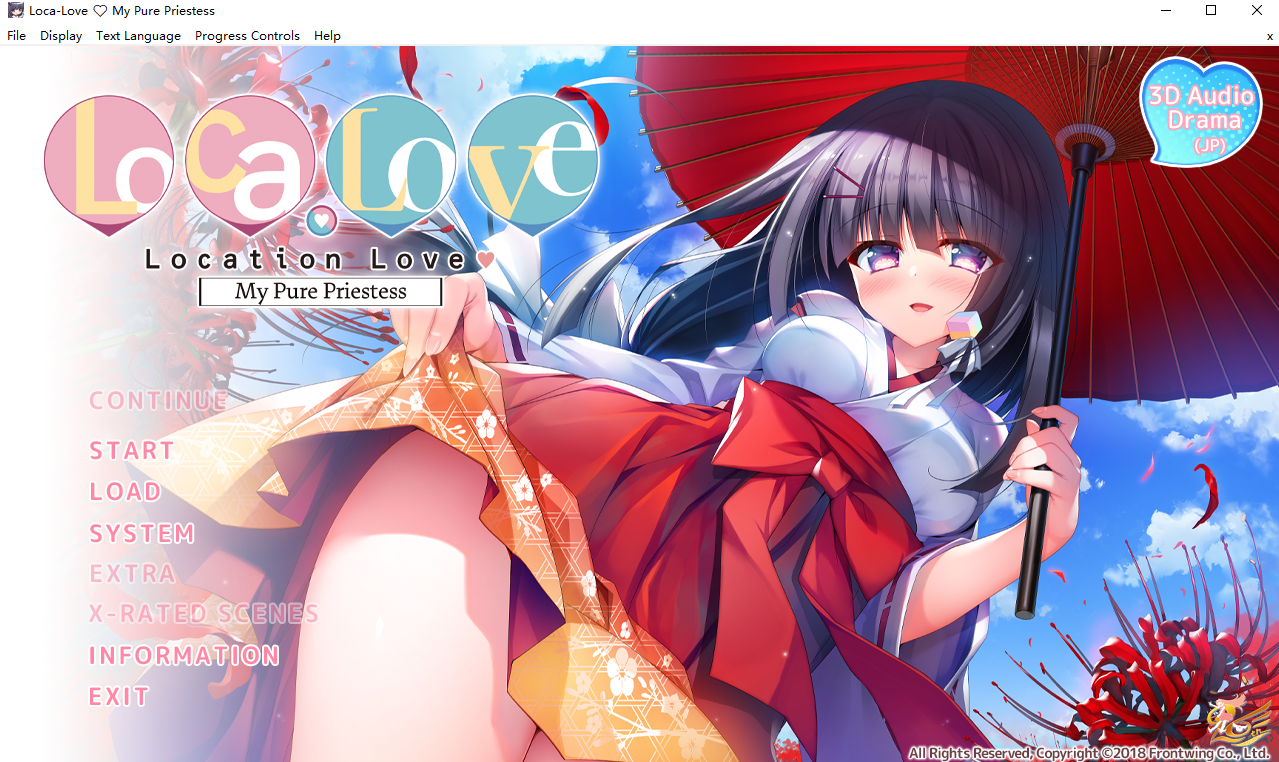 Loca-Love ♡ My Pure Priestess
File Display Text Language Progress Controls Help x
3D Audio
Drama
(JP)
Loca Love
Location Love
My Pure Priestess
CONTINUE
START
LOAD
SYSTEM
EXTRA
X-RATED SCENES
INFORMATION
EXIT
All Rights Reserved, Copyright ©2018 Frontwing Co., Ltd.